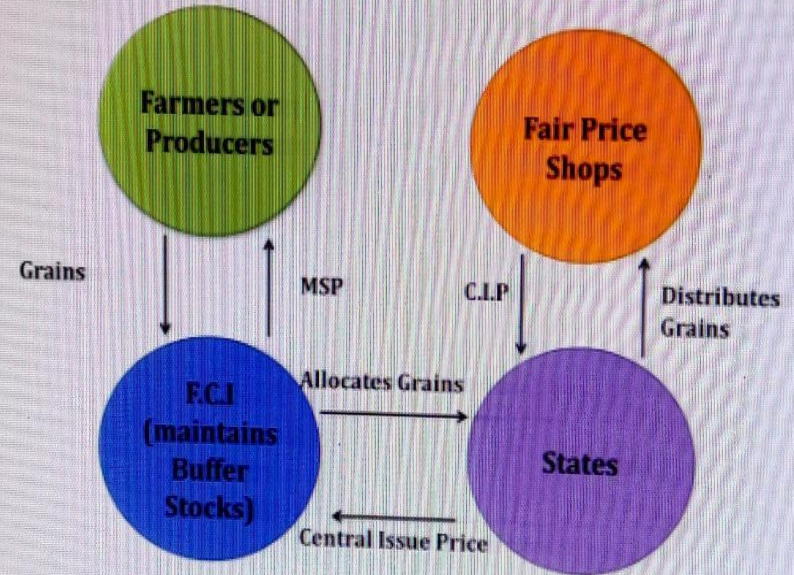 Farmers or
Producers
Fair Price
Shops
Grains
MSP
C.I.P
Distributes
Grains
Allocates Grains
F.C.I
(maintains
Buffer
Stocks)
States
Central Issue Price